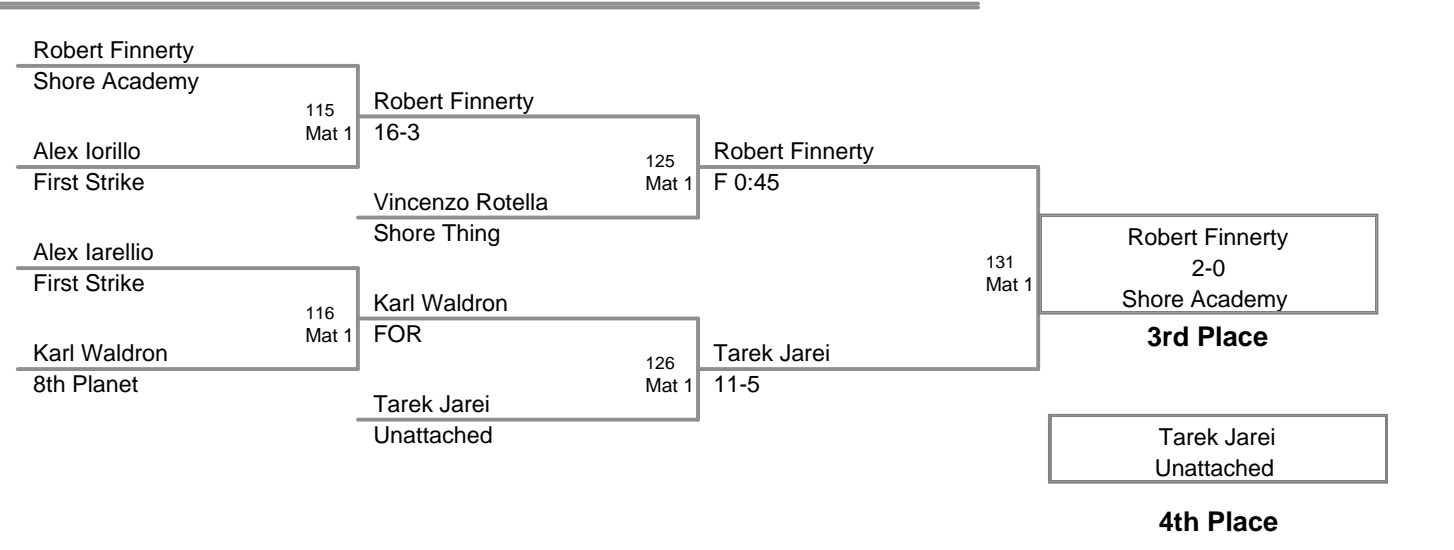 Robert Finnerty
Shore Academy
115
Mat 1
Alex Iorillo
First Strike
Robert Finnerty
16-3
Vincenzo Rotella
Shore Thing
125
Mat 1
Robert Finnerty
F 0:45
Alex Iarellio
First Strike
116
Mat 1
Karl Waldron
8th Planet
Karl Waldron
FOR
Tarek Jarei
Unattached
126
Mat 1
Tarek Jarei
11-5
131
Mat 1
Robert Finnerty
2-0
Shore Academy
3rd Place
Tarek Jarei
Unattached
4th Place